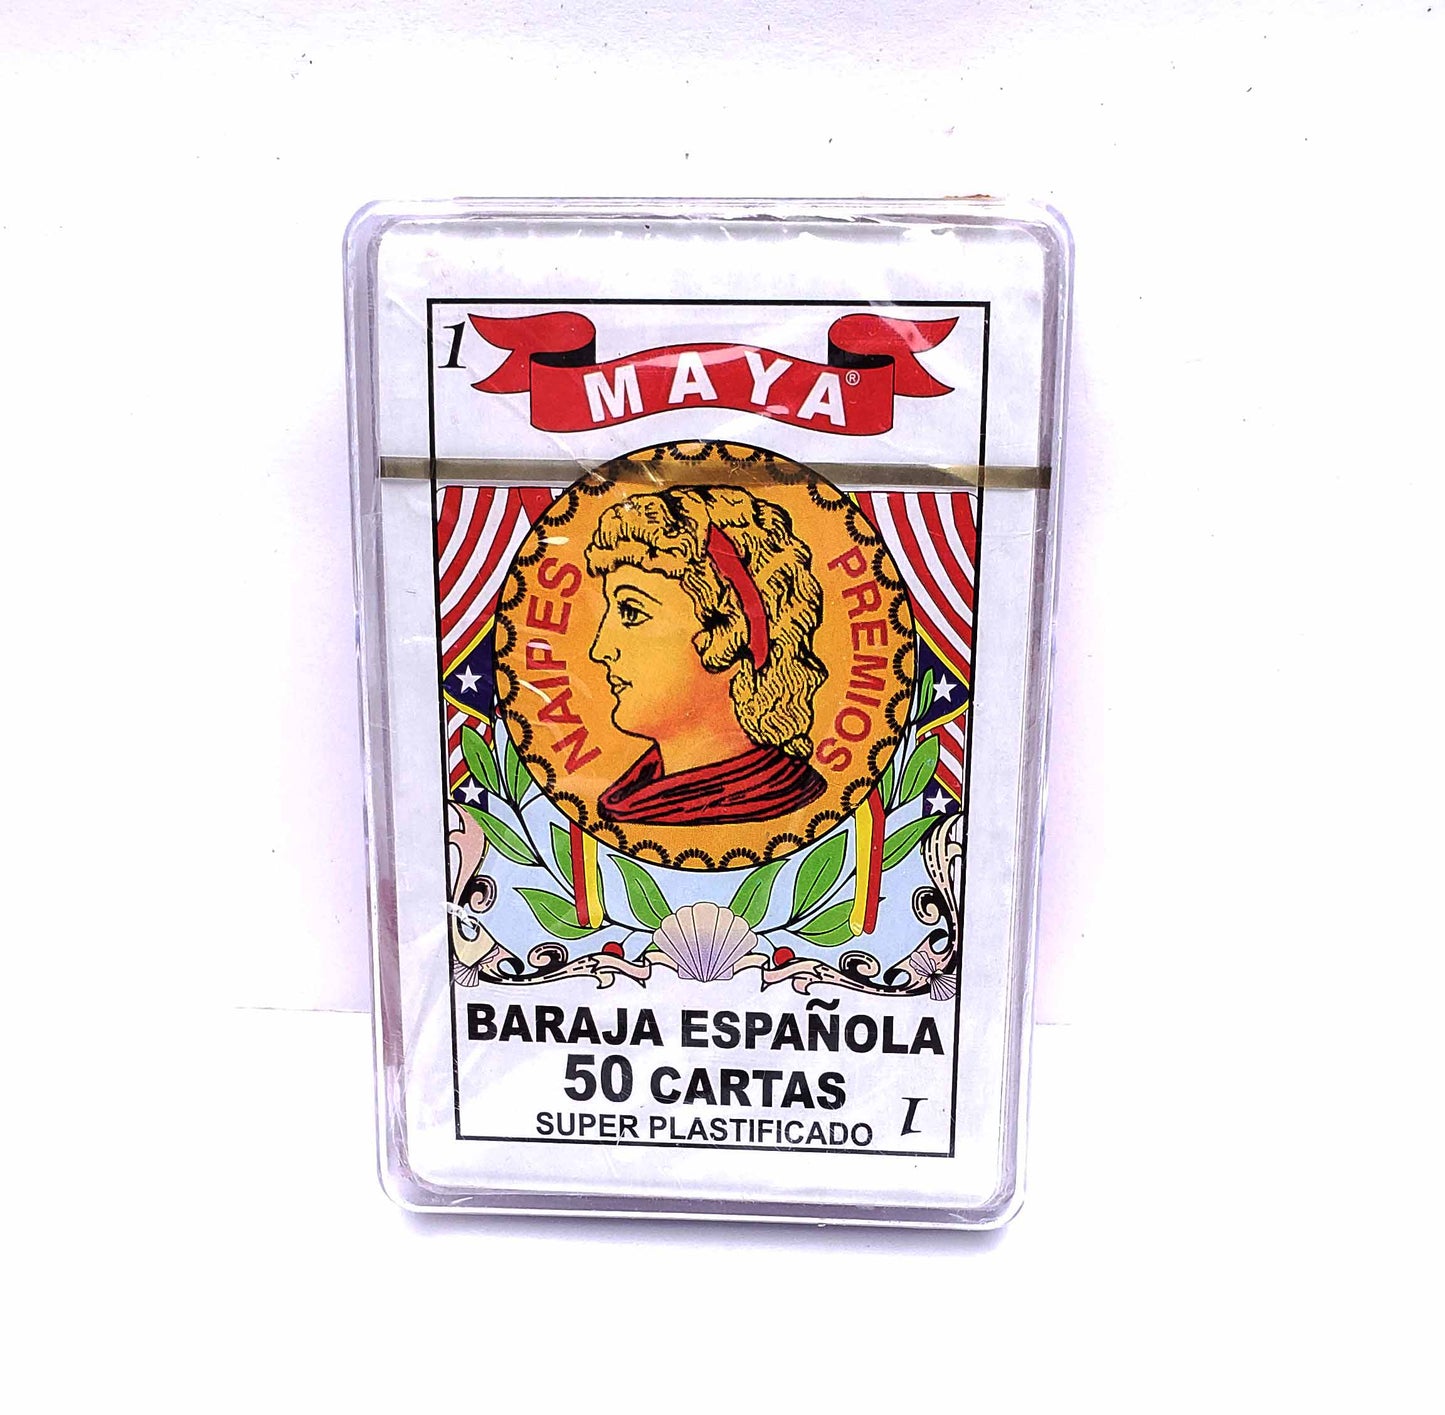 1
MAYA®
NAIPES
PREMIOS
BARAJA ESPAÑOLA
50 CARTAS
SUPER PLASTIFICADO
1